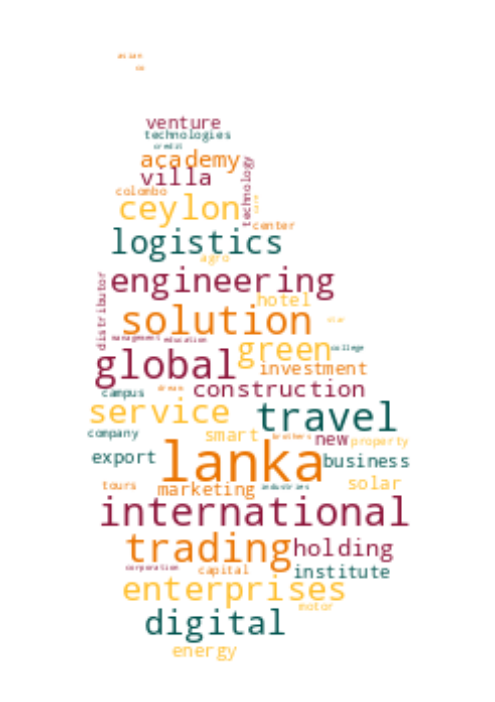 asian
co
venture
technologies
credit
academy
technology
villa
colombo
care
ceylon
center
logistics
agro
distributor
engineering
hotel
solution
star
management education
green college
global
investment
campus dream construction
service travel
company smart brothers new property
lanka
export business
tours marketing industries solar
international
trading holding
corporation capital institute
enterprises
motor
digital
energy